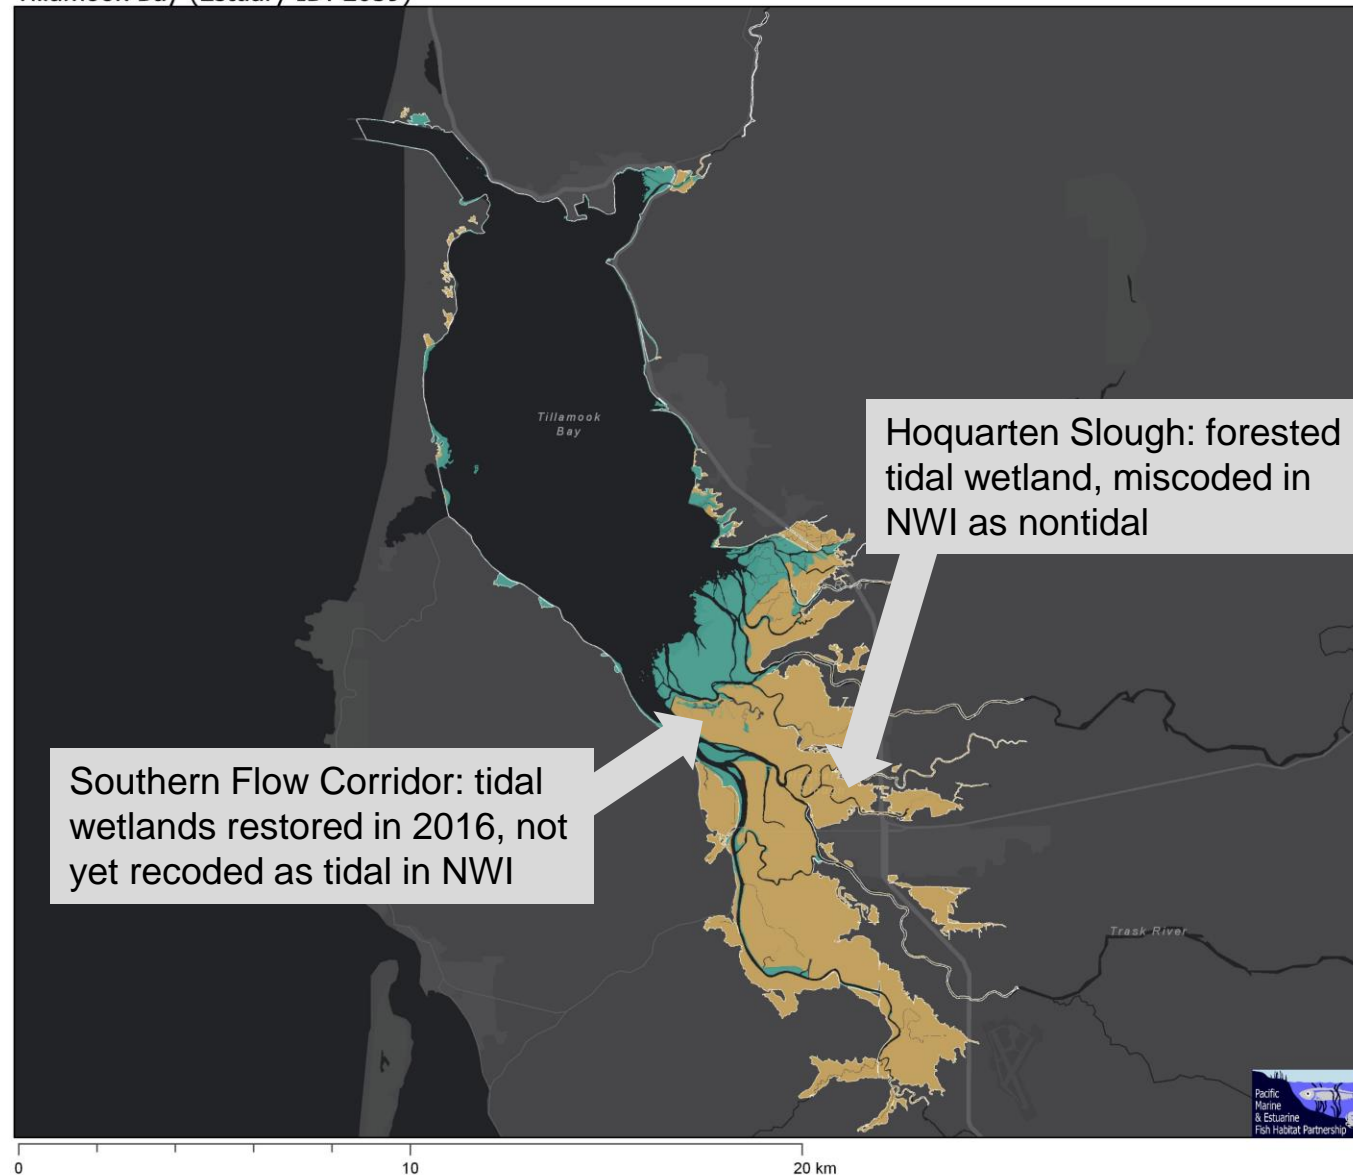 Tillamook
Bay
Hoquarten Slough: forested
tidal wetland, miscoded in
NWI as nontidal
Southern Flow Corridor: tidal
wetlands restored in 2016, not
yet recoded as tidal in NWI
Trask River
Pacific
Marine
& Estuarine
Fish Habitat Partnership
0 10 20 km